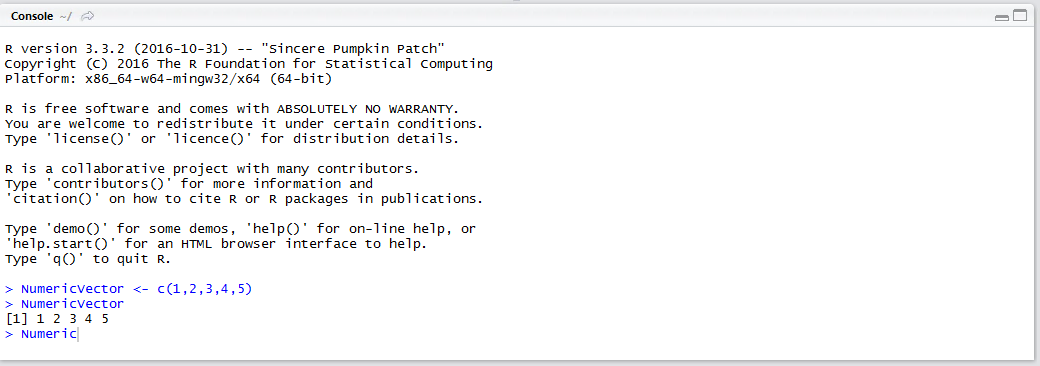 Console ~/
R version 3.3.2 (2016-10-31) -- "Sincere Pumpkin Patch"
Copyright (C) 2016 The R Foundation for Statistical Computing
Platform: x86_64-w64-mingw32/x64 (64-bit)
R is free software and comes with ABSOLUTELY NO WARRANTY.
You are welcome to redistribute it under certain conditions.
Type 'license()' or 'licence()' for distribution details.
R is a collaborative project with many contributors.
Type 'contributors()' for more information and
'citation()' on how to cite R or R packages in publications.
Type 'demo()' for some demos, 'help()' for on-line help, or
'help.start()' for an HTML browser interface to help.
Type 'q()' to quit R.
> NumericVector <- c(1,2,3,4,5)
> NumericVector
[1] 1 2 3 4 5
> Numeric